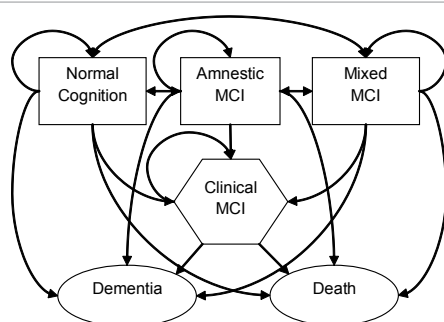 Normal
Cognition
Amnestic
MCI
Mixed
MCI
Clinical
MCI
Dementia
Death